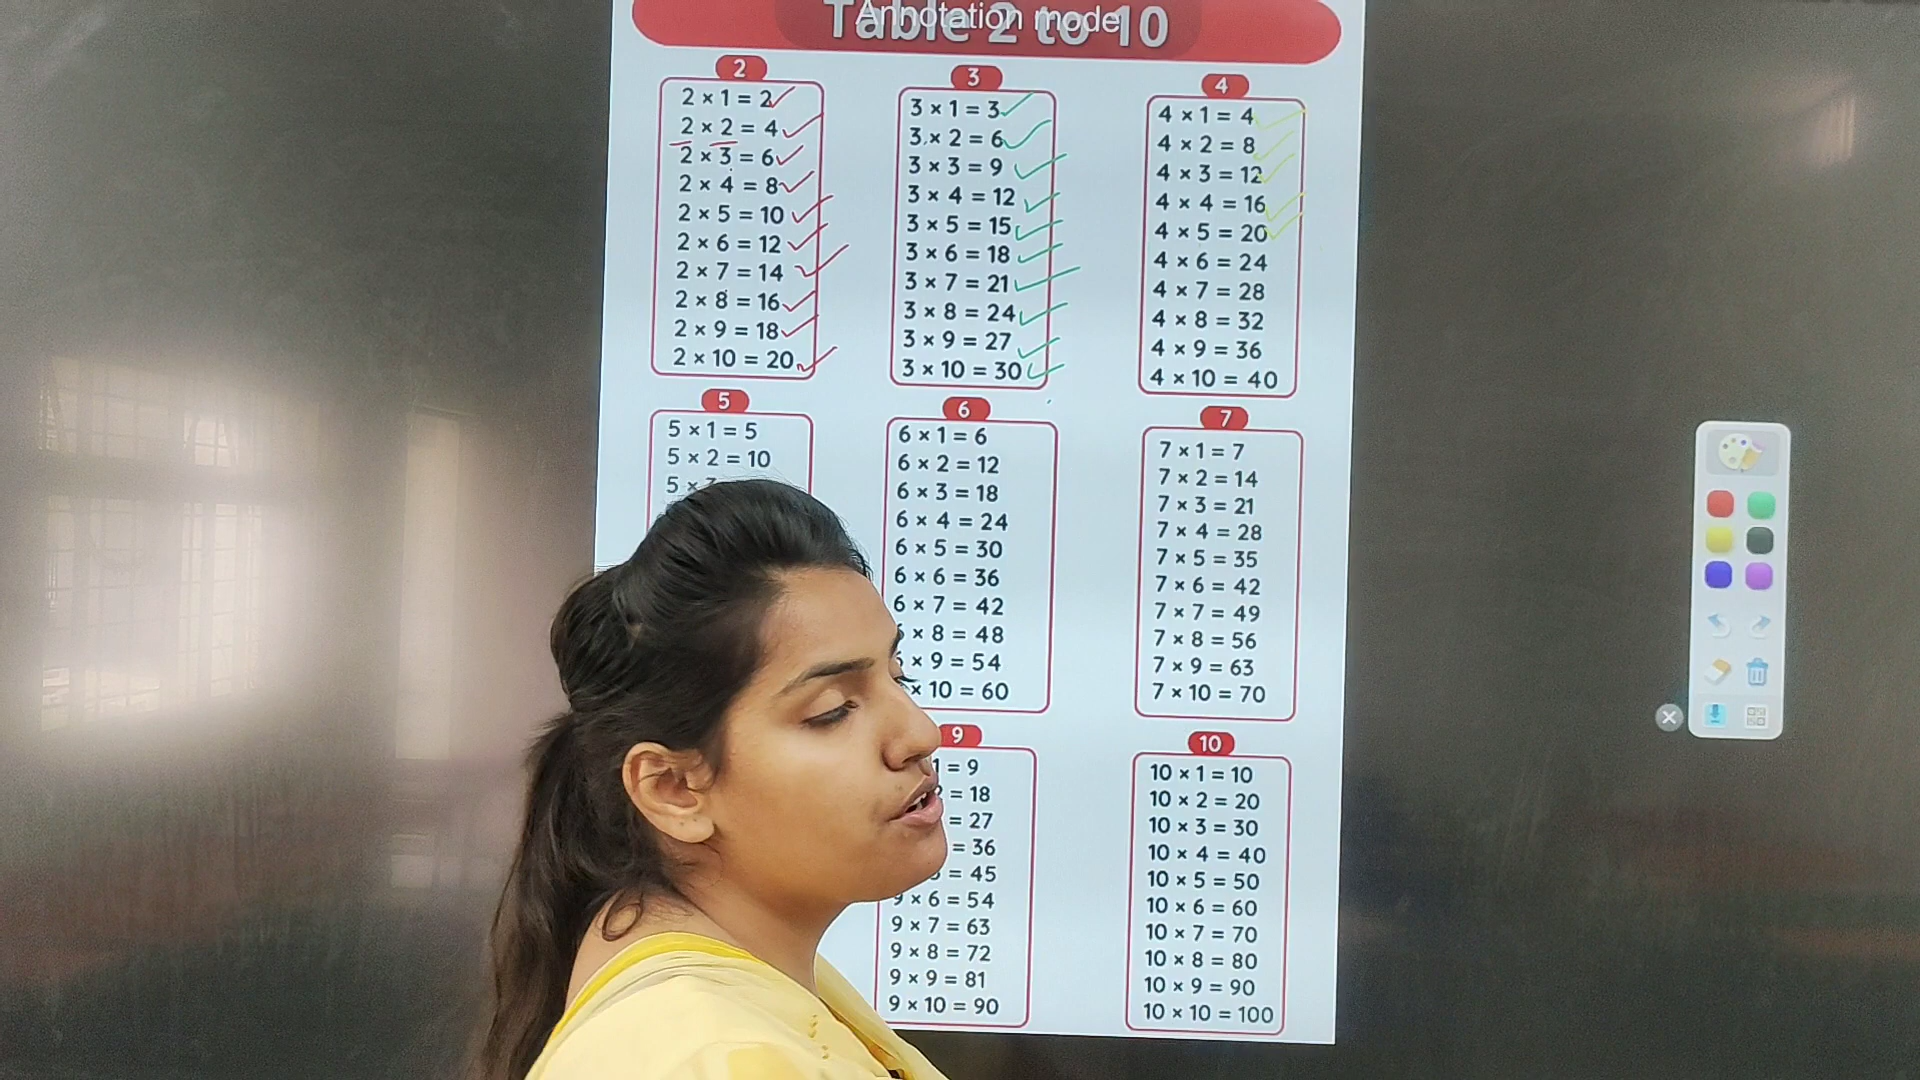 Table 2 to 10
Annotation mode
2
2 × 1 = 2
2 × 2 = 4
2 × 3 = 6
2 × 4 = 8
2 × 5 = 10
2 × 6 = 12
2 × 7 = 14
2 × 8 = 16
2 × 9 = 18
2 × 10 = 20
3
3 × 1 = 3
3 × 2 = 6
3 × 3 = 9
3 × 4 = 12
3 × 5 = 15
3 × 6 = 18
3 × 7 = 21
3 × 8 = 24
3 × 9 = 27
3 × 10 = 30
4
4 × 1 = 4
4 × 2 = 8
4 × 3 = 12
4 × 4 = 16
4 × 5 = 20
4 × 6 = 24
4 × 7 = 28
4 × 8 = 32
4 × 9 = 36
4 × 10 = 40
5
5 × 1 = 5
5 × 2 = 10
5 ×
6
6 × 1 = 6
6 × 2 = 12
6 × 3 = 18
6 × 4 = 24
6 × 5 = 30
6 × 6 = 36
6 × 7 = 42
× 8 = 48
× 9 = 54
× 10 = 60
7
7 × 1 = 7
7 × 2 = 14
7 × 3 = 21
7 × 4 = 28
7 × 5 = 35
7 × 6 = 42
7 × 7 = 49
7 × 8 = 56
7 × 9 = 63
7 × 10 = 70
9
1 = 9
= 18
= 27
= 36
= 45
9 × 6 = 54
9 × 7 = 63
9 × 8 = 72
9 × 9 = 81
9 × 10 = 90
10
10 × 1 = 10
10 × 2 = 20
10 × 3 = 30
10 × 4 = 40
10 × 5 = 50
10 × 6 = 60
10 × 7 = 70
10 × 8 = 80
10 × 9 = 90
10 × 10 = 100